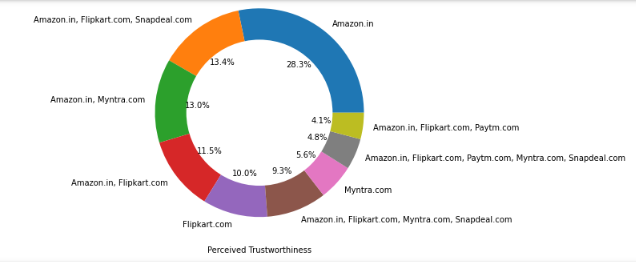 Amazon.in, Flipkart.com, Snapdeal.com
Amazon.in
13.4%
28.3%
Amazon.in, Myntra.com
13.0%
4.1%
Amazon.in, Flipkart.com, Paytm.com
4.8%
11.5%
5.6%
Amazon.in, Flipkart.com, Paytm.com, Myntra.com, Snapdeal.com
10.0%
9.3%
Amazon.in, Flipkart.com
Myntra.com
Flipkart.com
Amazon.in, Flipkart.com, Myntra.com, Snapdeal.com
Perceived Trustworthiness